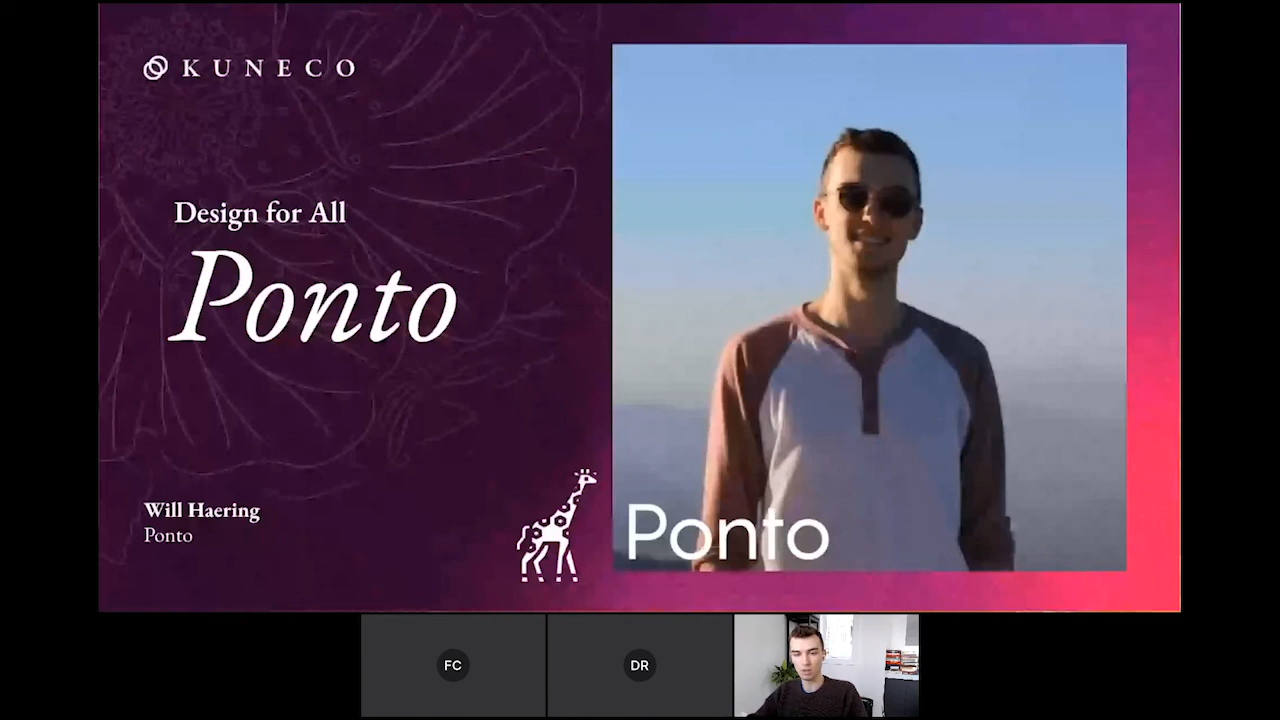 KUNECO
Design for All
Ponto
Will Haering
Ponto
Ponto
FC
DR